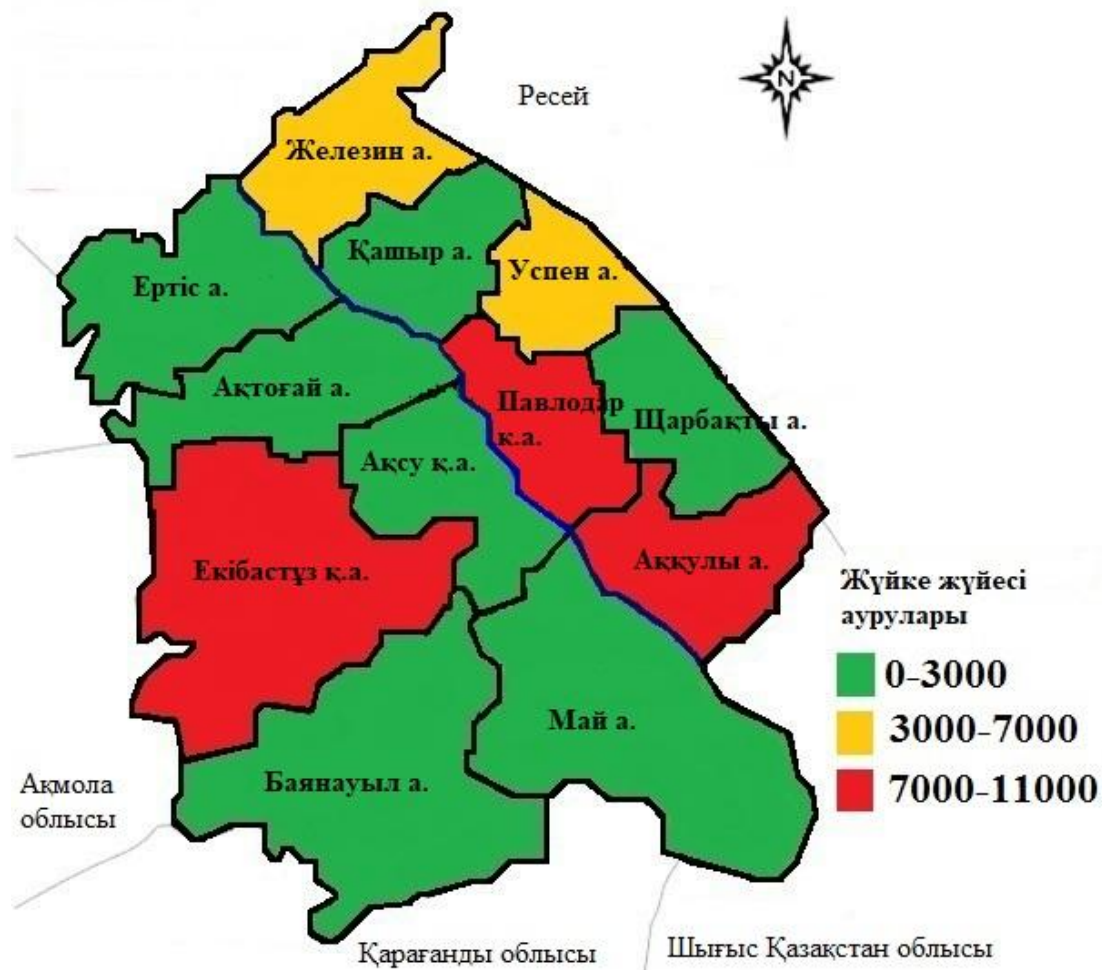 N
Ресей
Железин а.
Қашыр а.
Успен а.
Ертіс а.
Ақтоғай а.
Павлодар
қ.а.
Щарбақты а.
Ақсу қ.а.
Екібастұз қ.а.
Аққулы а.
Май а.
Баянауыл а.
Жүйке жүйесі
аурулары
0-3000
3000-7000
7000-11000
Ақмола
облысы
Қарағанды облысы
Шығыс Қазақстан облысы